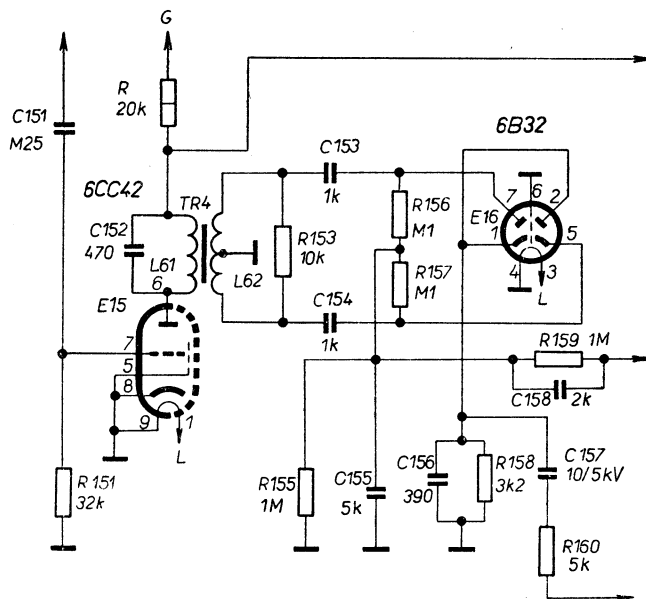 G
R
20k
C151
M25
6B32
C153
1k
6CC42
TR4
7
6
2
E16
R156
M1
1
5
C152
470
R153
10k
L61
L62
6
R157
M1
4
3
L
E15
C154
1k
7
5
8
9
1
L
R159 1M
C158
2k
R151
32k
R155
1M
C155
5k
C156
390
R158
3k2
C157
10/5kV
R160
5k